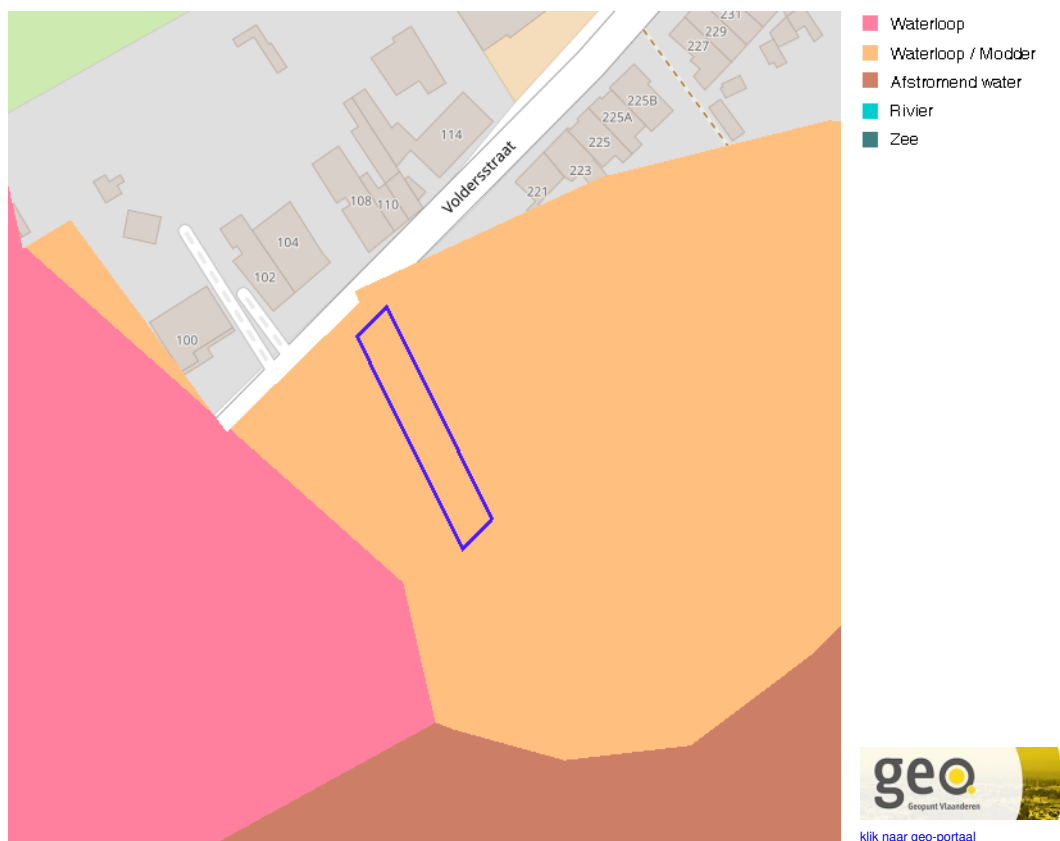 Waterloop
Waterloop / Modder
Afstromend water
Rivier
Zee
231
229
227
225B
225A
225
223
221
114
Voldersstraat
108
110
104
102
100
geo
Geopunt Vlaanderen
klik naar geo-portaal